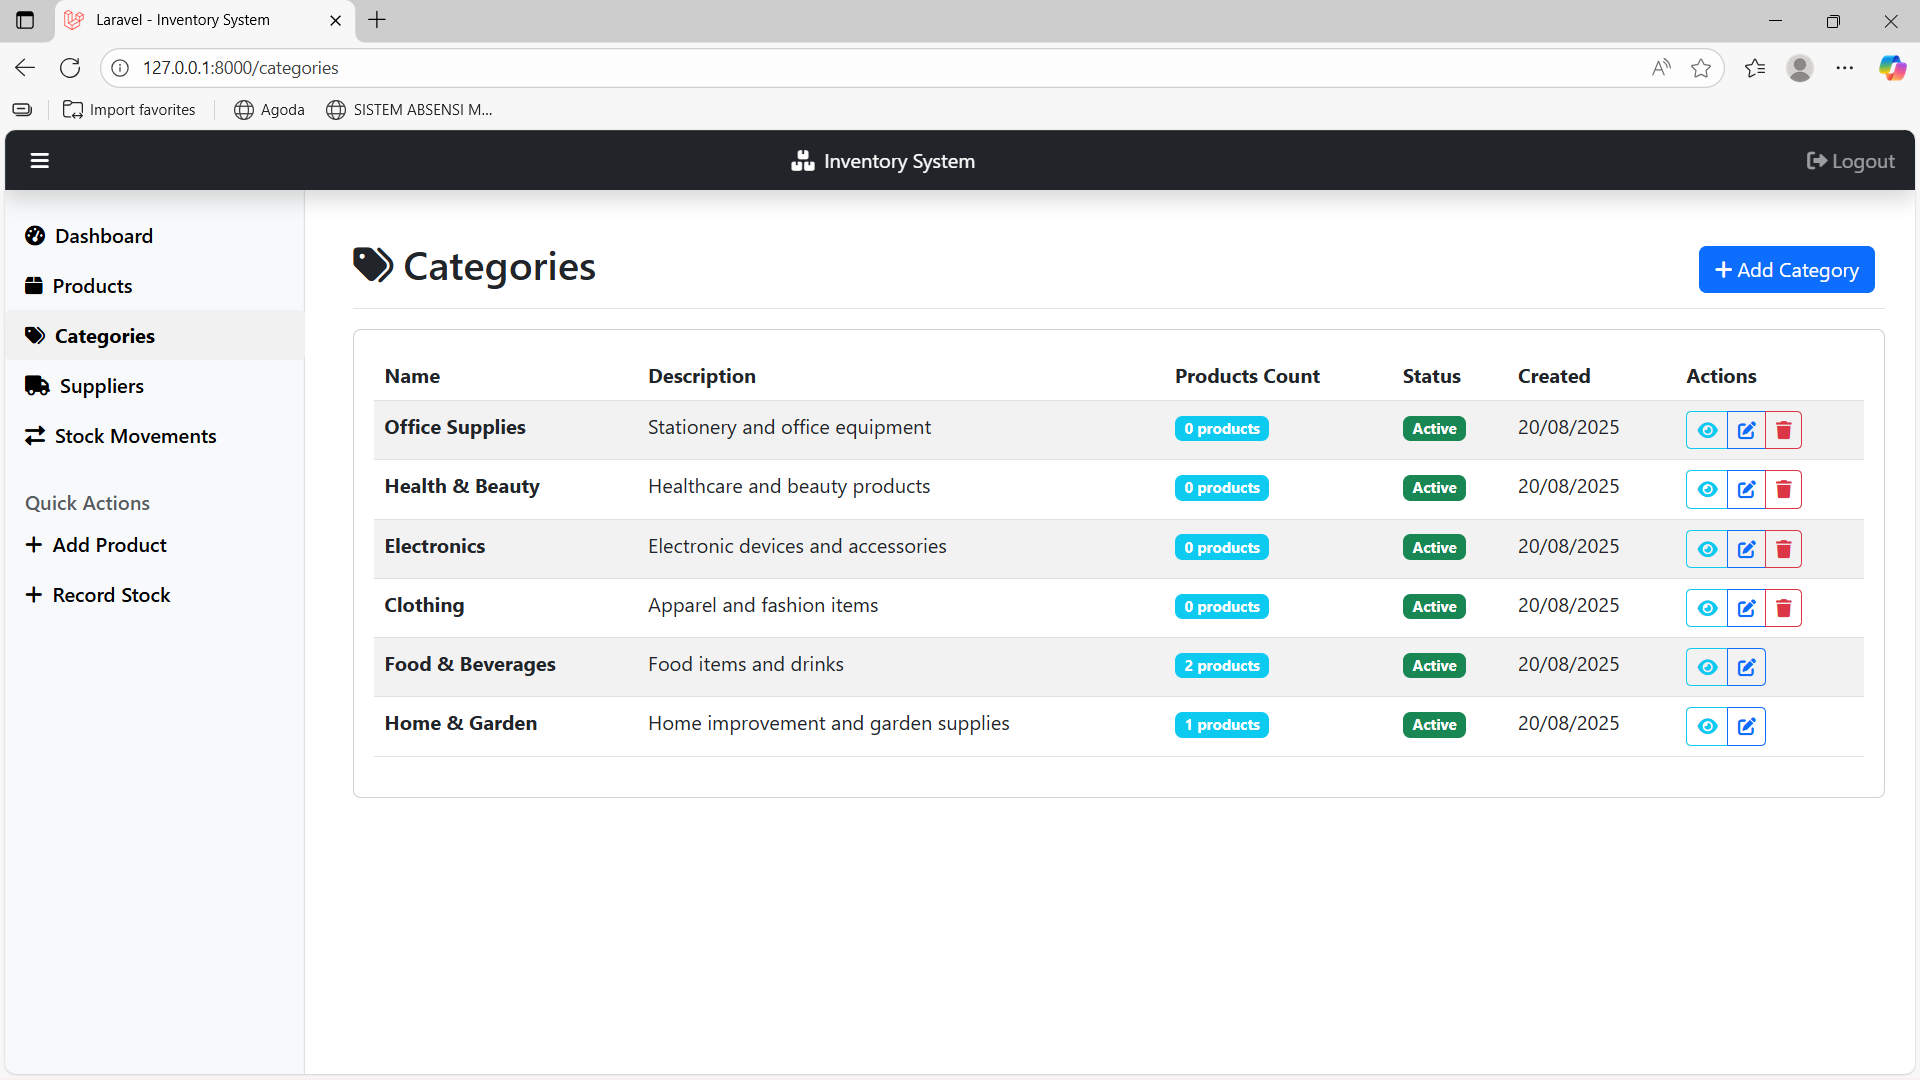 Laravel - Inventory System
127.0.0.1:8000/categories
Import favorites Agoda SISTEM ABSENSI M...
Inventory System Logout
Dashboard
Products
Categories
Suppliers
Stock Movements
Quick Actions
Add Product
Record Stock
Categories Add Category
Name Description Products Count Status Created Actions
Office Supplies Stationery and office equipment 0 products Active 20/08/2025
Health & Beauty Healthcare and beauty products 0 products Active 20/08/2025
Electronics Electronic devices and accessories 0 products Active 20/08/2025
Clothing Apparel and fashion items 0 products Active 20/08/2025
Food & Beverages Food items and drinks 2 products Active 20/08/2025
Home & Garden Home improvement and garden supplies 1 products Active 20/08/2025